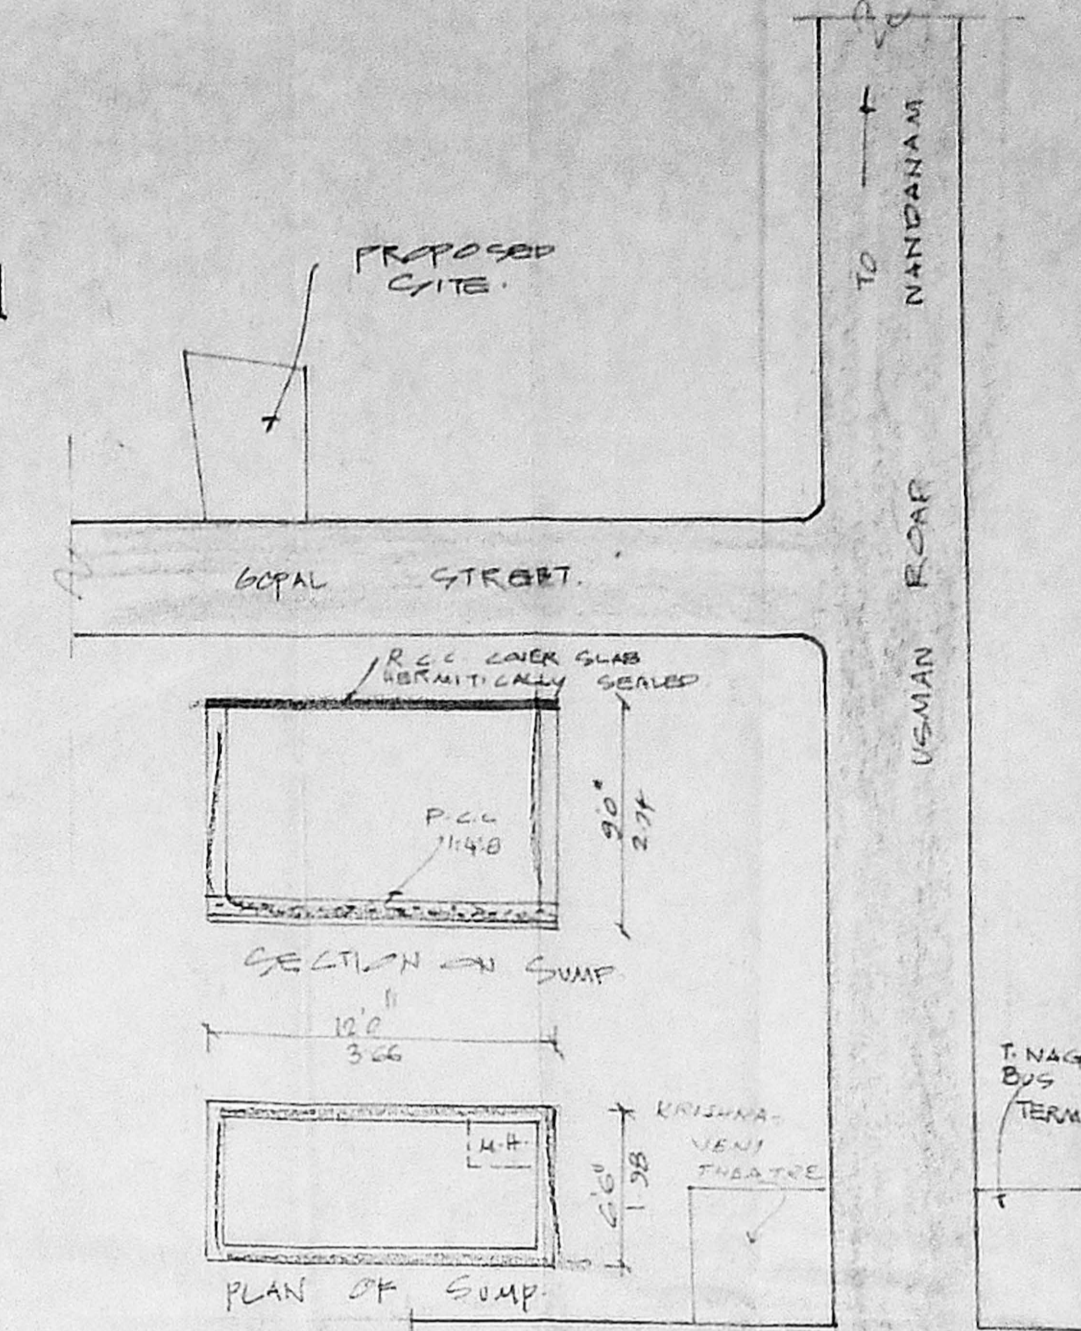 PROPOSED
SITE.
TO
NANDANAM
GOPAL STREET.
USMAN ROAD
R.C.C. COVER SLAB
HERMITICALLY SEALED
P.C.C
1:4:8
9'0"
2.74
SECTION ON SUMP
12'0"
3.66
M.H.
6'6"
1.98
PLAN OF SUMP.
KRISHNA-
VENI
THEATRE
T. NAG
BUS
TERM